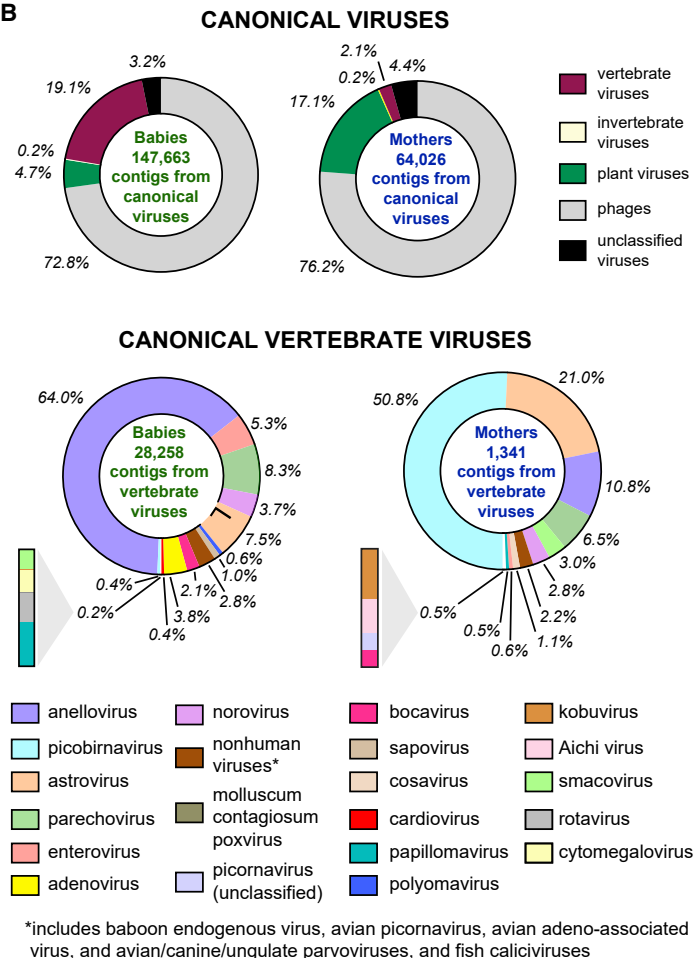 B
CANONICAL VIRUSES
3.2%
19.1%
0.2%
4.7%
72.8%
Babies
147,663
contigs from
canonical
viruses
2.1%
0.2%
4.4%
17.1%
76.2%
Mothers
64,026
contigs from
canonical
viruses
vertebrate
viruses
invertebrate
viruses
plant viruses
phages
unclassified
viruses
CANONICAL VERTEBRATE VIRUSES
64.0%
5.3%
8.3%
3.7%
7.5%
0.6%
1.0%
2.8%
2.1%
3.8%
0.4%
0.2%
0.4%
Babies
28,258
contigs from
vertebrate
viruses
50.8%
21.0%
10.8%
6.5%
3.0%
2.8%
2.2%
1.1%
0.6%
0.5%
0.5%
Mothers
1,341
contigs from
vertebrate
viruses
anellovirus
picobirnavirus
astrovirus
parechovirus
enterovirus
adenovirus
norovirus
nonhuman
viruses*
molluscum
contagiosum
poxvirus
picornavirus
(unclassified)
bocavirus
sapovirus
cosavirus
cardiovirus
papillomavirus
polyomavirus
kobuvirus
Aichi virus
smacovirus
rotavirus
cytomegalovirus
*includes baboon endogenous virus, avian picornavirus, avian adeno-associated
virus, and avian/canine/ungulate parvoviruses, and fish caliciviruses